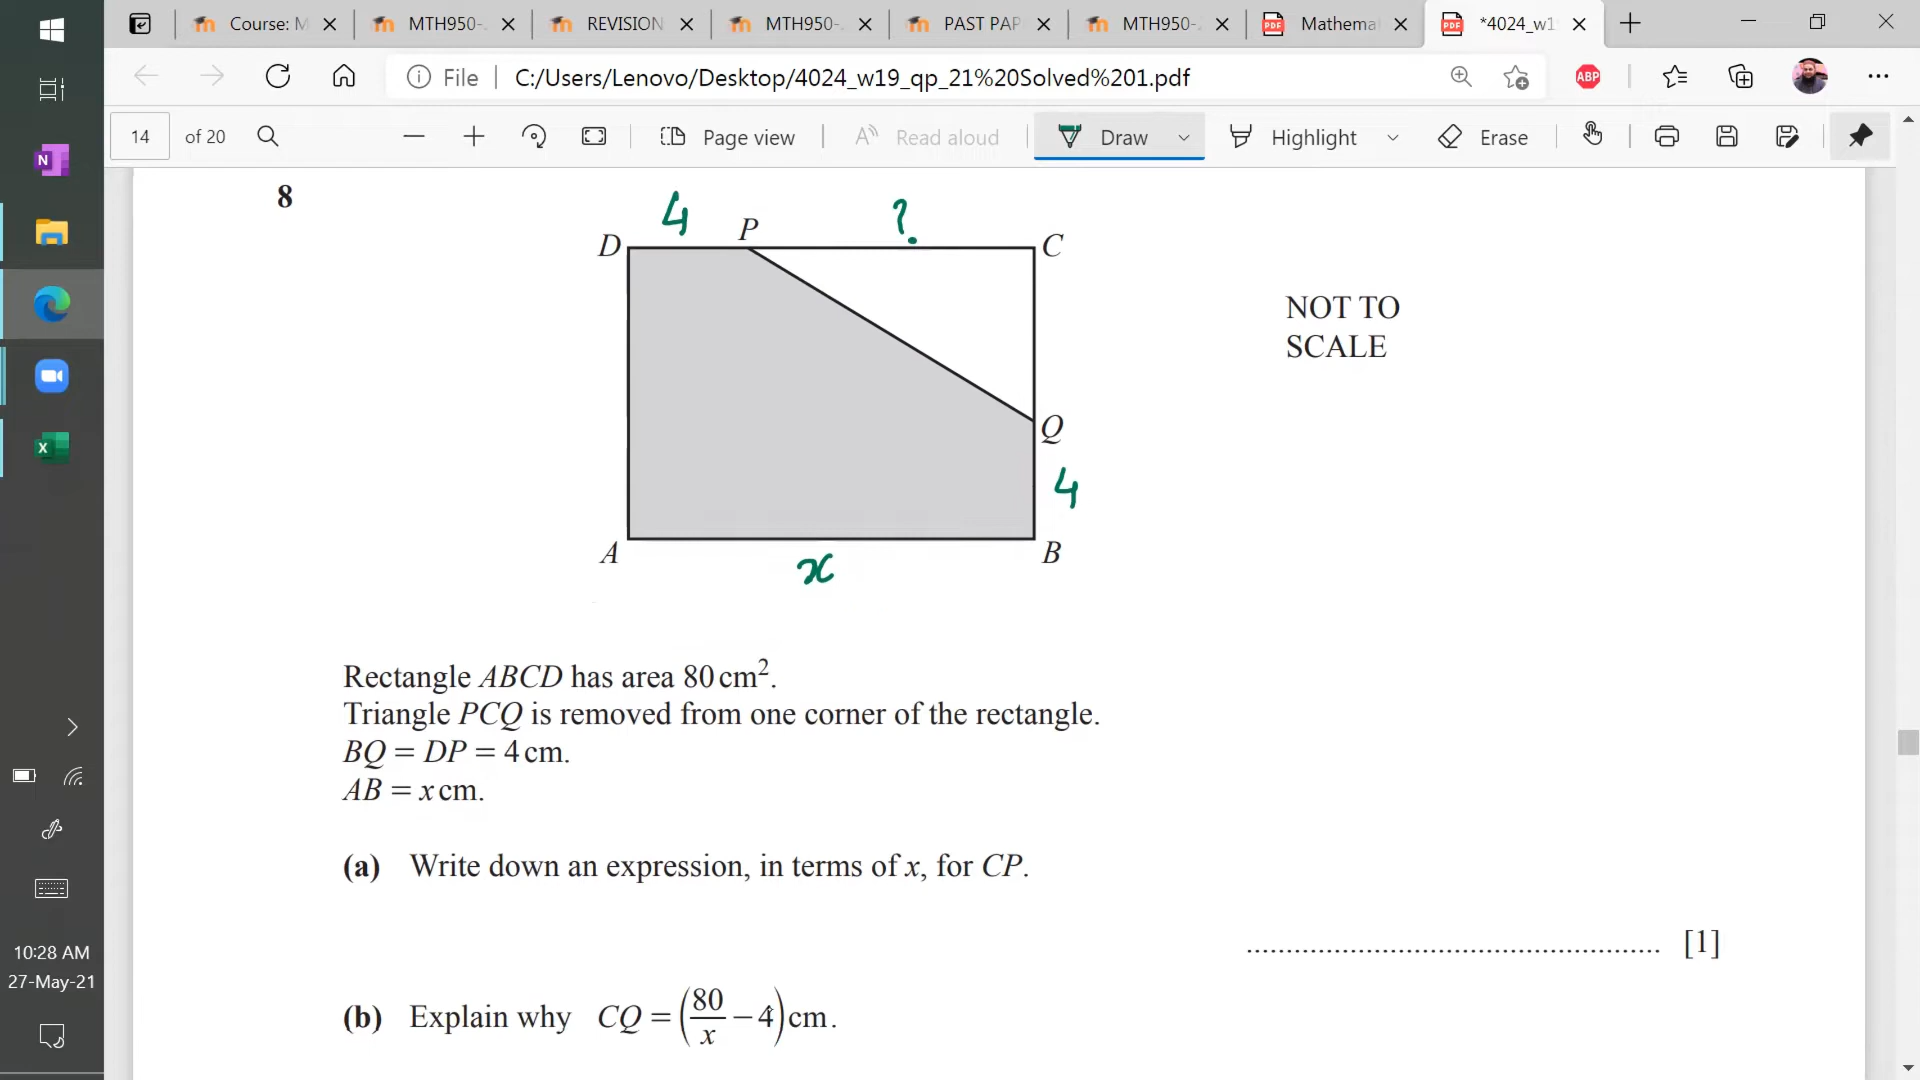 Course: M
MTH950-
REVISION
MTH950-
PAST PAP
MTH950-
Mathema
*4024_w1
File
C:/Users/Lenovo/Desktop/4024_w19_qp_21%20Solved%201.pdf
ABP
14 of 20
Page view
Read aloud
Draw
Highlight
Erase
8
4
?
D
P
C
NOT TO
SCALE
Q
4
A
B
x
Rectangle ABCD has area 80 cm².
Triangle PCQ is removed from one corner of the rectangle.
BQ = DP = 4 cm.
AB = x cm.
(a) Write down an expression, in terms of x, for CP.
.................................................... [1]
(b) Explain why CQ = (80/x − 4) cm.
10:28 AM
27-May-21